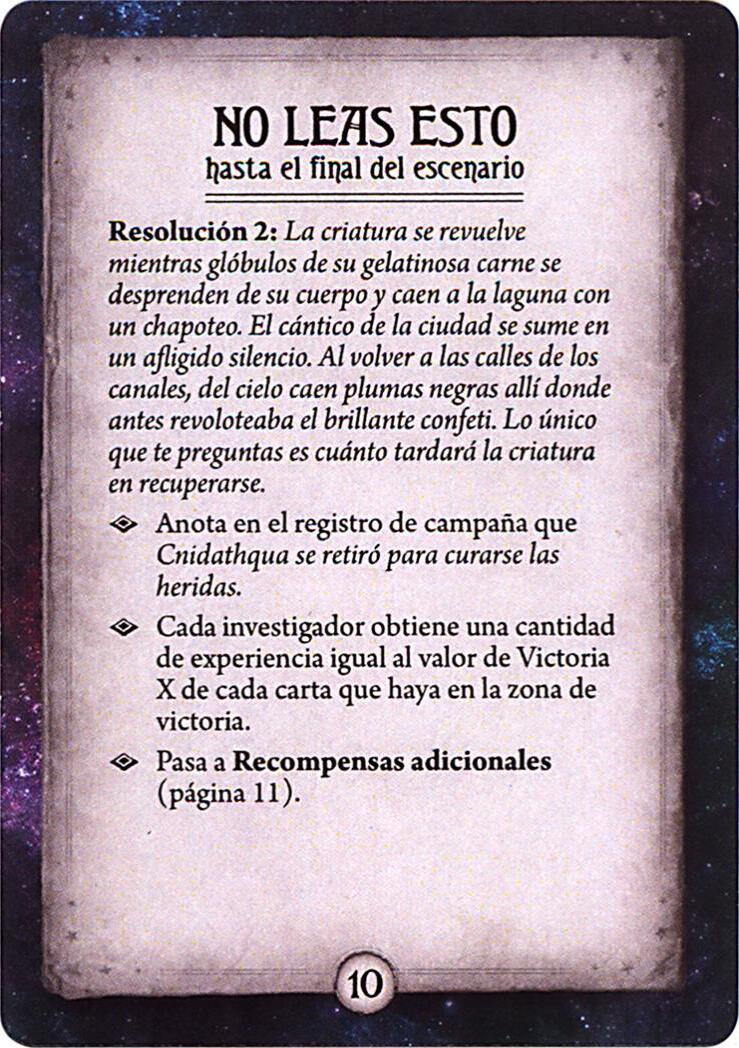 NO LEAS ESTO
hasta el final del escenario
Resolución 2: La criatura se revuelve
mientras glóbulos de su gelatinosa carne se
desprenden de su cuerpo y caen a la laguna con
un chapoteo. El cántico de la ciudad se sume en
un afligido silencio. Al volver a las calles de los
canales, del cielo caen plumas negras allí donde
antes revoloteaba el brillante confeti. Lo único
que te preguntas es cuánto tardará la criatura
en recuperarse.
Anota en el registro de campaña que
Cnidathqua se retiró para curarse las
heridas.
Cada investigador obtiene una cantidad
de experiencia igual al valor de Victoria
X de cada carta que haya en la zona de
victoria.
Pasa a Recompensas adicionales
(página 11).
10